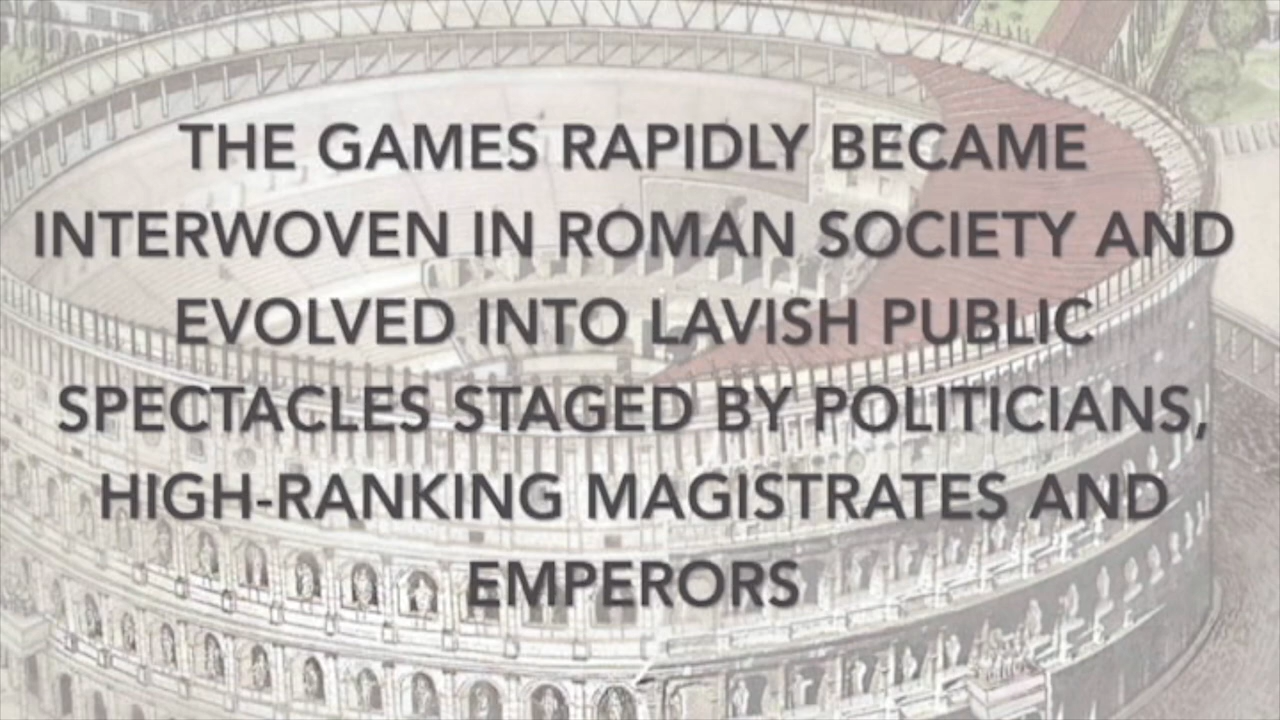 THE GAMES RAPIDLY BECAME
INTERWOVEN IN ROMAN SOCIETY AND
EVOLVED INTO LAVISH PUBLIC
SPECTACLES STAGED BY POLITICIANS,
HIGH-RANKING MAGISTRATES AND
EMPERORS